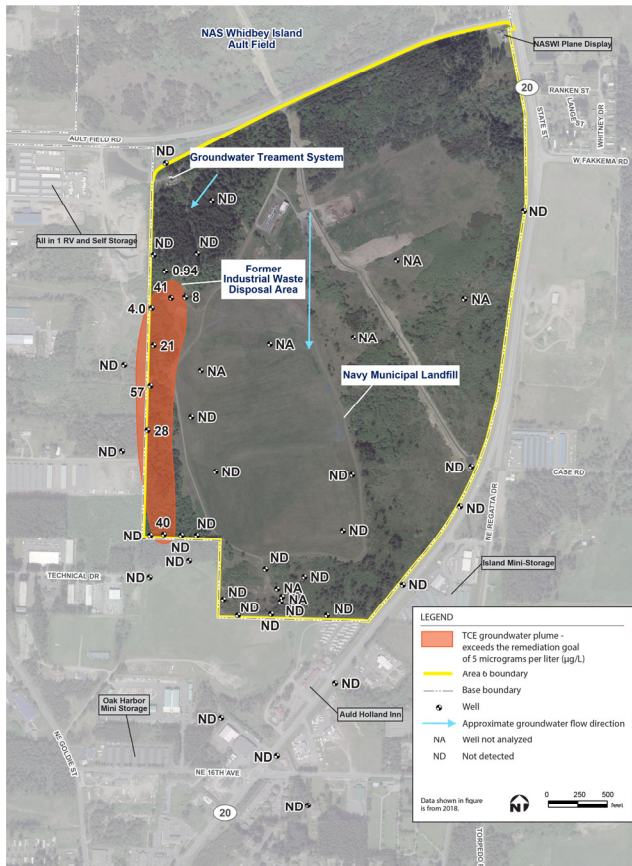 NAS Whidbey Island
Ault Field
NASWI Plane Display
20
RANKEN ST
LANGE ST
WHITNEY DR
STATE ST
W FAKKEMA RD
AULT FIELD RD
ND
Groundwater Treament System
ND
ND
All in 1 RV and Self Storage
ND
ND
NA
0.94
Former
Industrial Waste
Disposal Area
41
8
NA
4.0
NA
21
NA
ND
NA
Navy Municipal Landfill
57
ND
28
ND
ND
ND
ND
CASE RD
ND
NE REGATTA DR
40
ND
ND
ND
ND
TECHNICAL DR
ND
ND
ND
ND
Island Mini-Storage
NA
NA
ND
ND
ND
ND
ND
ND
Oak Harbor
Mini Storage
ND
Auld Holland Inn
NE GOLDIE ST
ND
NE 16TH AVE
20
ND
LEGEND
TCE groundwater plume -
exceeds the remediation goal
of 5 micrograms per liter (µg/L)
Area 6 boundary
Base boundary
Well
Approximate groundwater flow direction
NA Well not analyzed
ND Not detected
Data shown in figure
is from 2018.
N
0 250 500
Feet